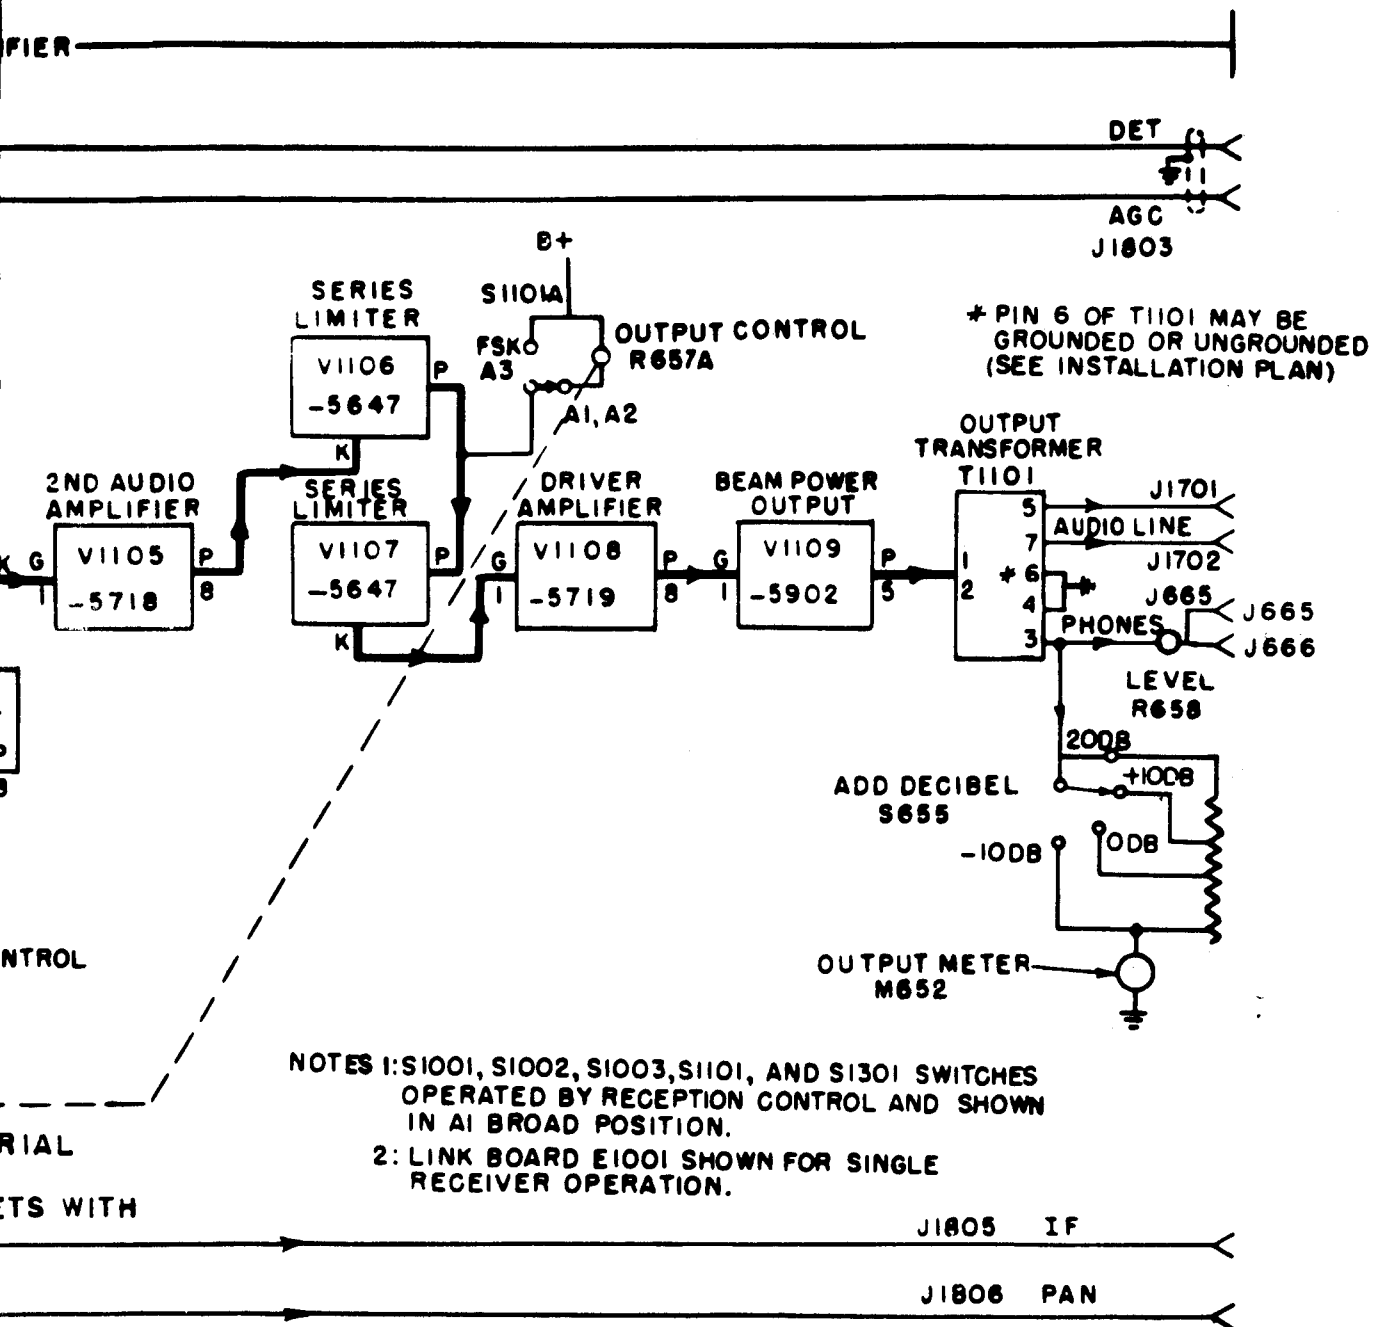 FIER
DET
AGC
J1803
B+
S1101A
SERIES
LIMITER
V1106
-5647
P
K
FSK
A3
OUTPUT CONTROL
R657A
A1, A2
* PIN 6 OF T1101 MAY BE
GROUNDED OR UNGROUNDED
(SEE INSTALLATION PLAN)
2ND AUDIO
AMPLIFIER
K
G
1
V1105
-5718
P
8
SERIES
LIMITER
V1107
-5647
P
K
DRIVER
AMPLIFIER
G
1
V1108
-5719
P
8
BEAM POWER
OUTPUT
G
1
V1109
-5902
P
5
OUTPUT
TRANSFORMER
T1101
1
2
5
7
* 6
4
3
J1701
AUDIO LINE
J1702
J665
J665
PHONES
J666
LEVEL
R658
20DB
+10DB
ADD DECIBEL
S655
-10DB
0DB
P
NTROL
OUTPUT METER
M652
NOTES 1: S1001, S1002, S1003, S1101, AND S1301 SWITCHES
OPERATED BY RECEPTION CONTROL AND SHOWN
IN A1 BROAD POSITION.
2: LINK BOARD E1001 SHOWN FOR SINGLE
RECEIVER OPERATION.
RIAL
ETS WITH
J1805 IF
J1806 PAN